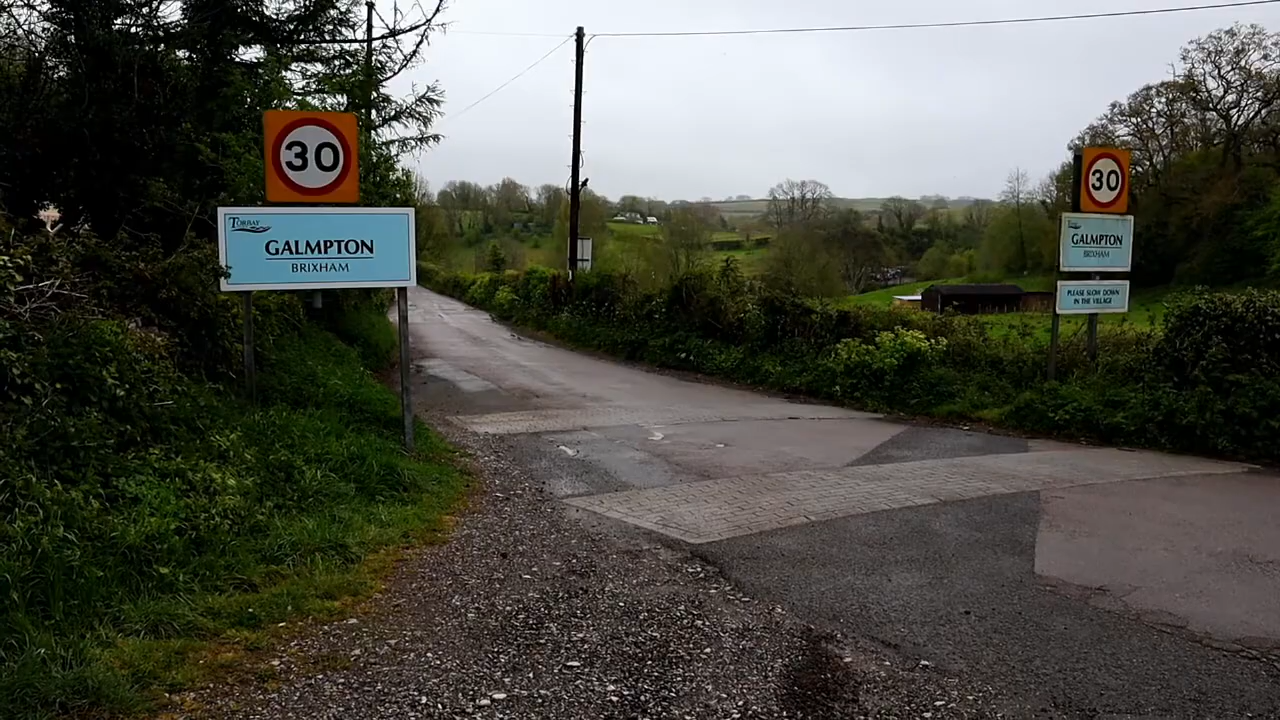 30
TORBAY
GALMPTON
BRIXHAM
30
GALMPTON
BRIXHAM
PLEASE SLOW DOWN
IN THE VILLAGE